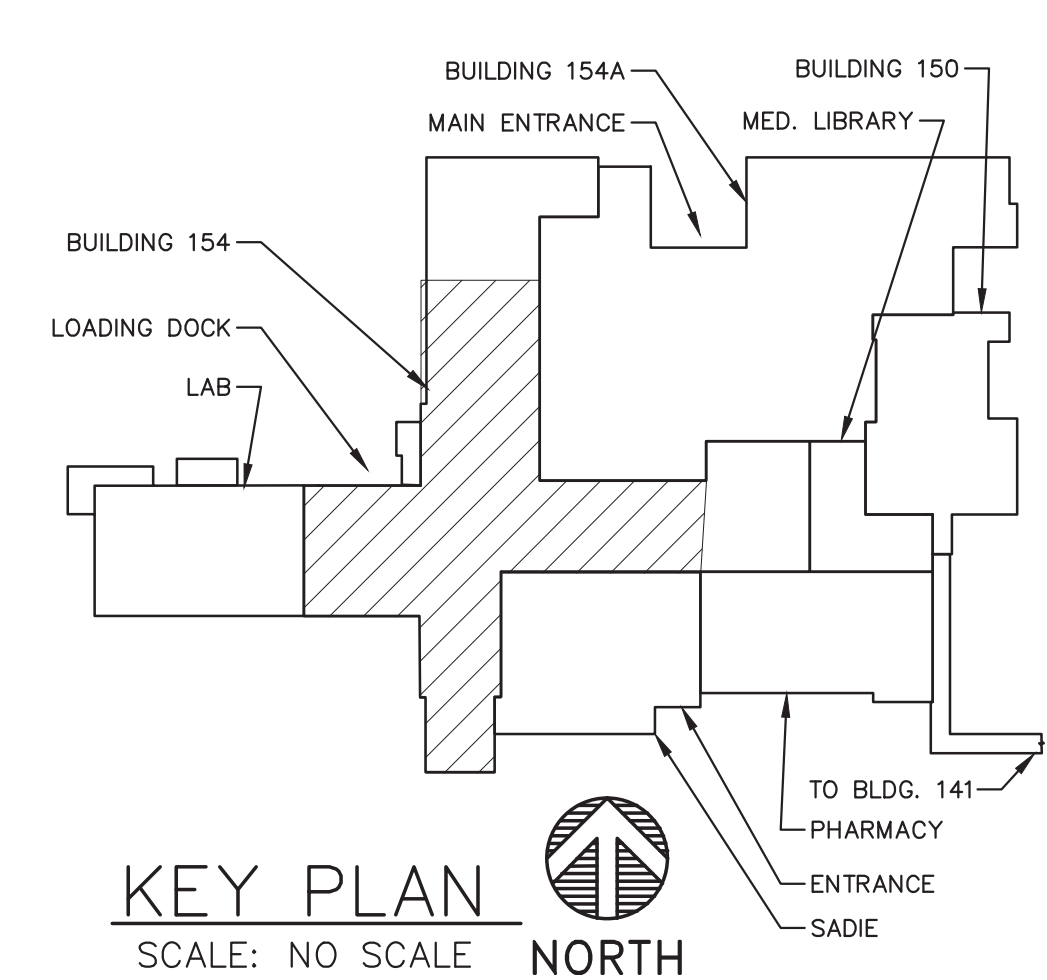 BUILDING 154A
BUILDING 150
MAIN ENTRANCE
MED. LIBRARY
BUILDING 154
LOADING DOCK
LAB
TO BLDG. 141
PHARMACY
ENTRANCE
SADIE
KEY PLAN
SCALE: NO SCALE
NORTH